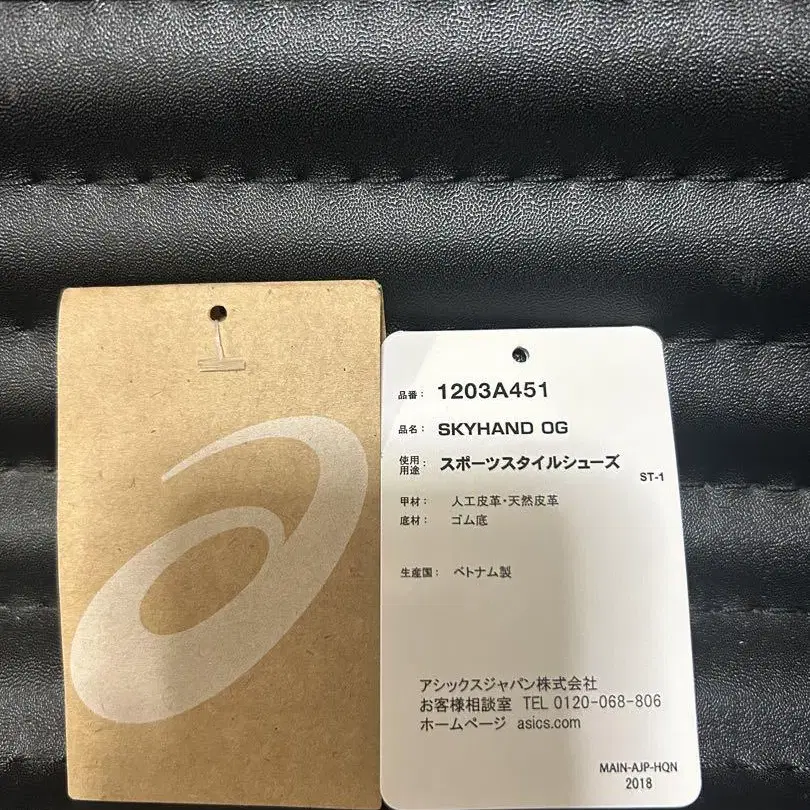 品番： 1203A451
品名： SKYHAND OG
使用用途： スポーツスタイルシューズ
ST-1
甲材： 人工皮革・天然皮革
底材： ゴム底
生産国： ベトナム製
アシックスジャパン株式会社
お客様相談室 TEL 0120-068-806
ホームページ asics.com
MAIN-AJP-HQN
2018